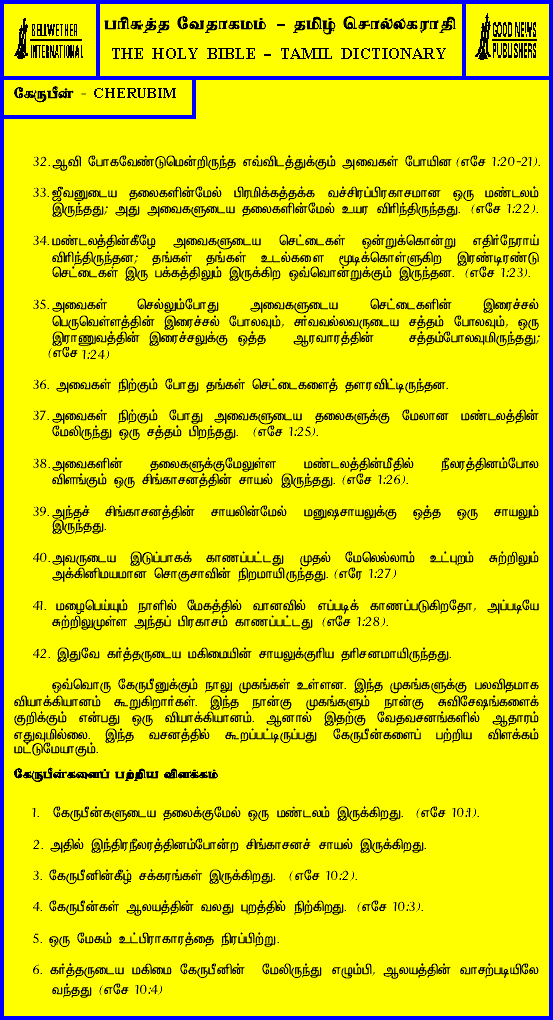 BELLWETHER
INTERNATIONAL
பரிசுத்த வேதாகமம் – தமிழ் சொல்லகராதி
THE HOLY BIBLE – TAMIL DICTIONARY
GOOD NEWS
PUBLISHERS
கேருபீன் - CHERUBIM
32. ஆவி போகவேண்டுமென்றிருந்த எவ்விடத்துக்கும் அவைகள் போயின (எசே 1:20-21).
33. ஜீவனுடைய தலைகளின்மேல் பிரமிக்கத்தக்க வச்சிரப்பிரகாசமான ஒரு மண்டலம்
இருந்தது; அது அவைகளுடைய தலைகளின்மேல் உயர விரிந்திருந்தது. (எசே 1:22).
34. மண்டலத்தின்கீழே அவைகளுடைய செட்டைகள் ஒன்றுக்கொன்று எதிர்நேராய்
விரிந்திருந்தன; தங்கள் தங்கள் உடல்களை மூடிக்கொள்ளுகிற இரண்டிரண்டு
செட்டைகள் இரு பக்கத்திலும் இருக்கிற ஒவ்வொன்றுக்கும் இருந்தன. (எசே 1:23).
35. அவைகள் செல்லும்போது அவைகளுடைய செட்டைகளின் இரைச்சல்
பெருவெள்ளத்தின் இரைச்சல் போலவும், சர்வவல்லவருடைய சத்தம் போலவும், ஒரு
இராணுவத்தின் இரைச்சலுக்கு ஒத்த ஆரவாரத்தின் சத்தம்போலவுமிருந்தது;
(எசே 1:24)
36. அவைகள் நிற்கும் போது தங்கள் செட்டைகளைத் தளரவிட்டிருந்தன.
37. அவைகள் நிற்கும் போது அவைகளுடைய தலைகளுக்கு மேலான மண்டலத்தின்
மேலிருந்து ஒரு சத்தம் பிறந்தது. (எசே 1:25).
38. அவைகளின் தலைகளுக்குமேலுள்ள மண்டலத்தின்மீதில் நீலரத்தினம்போல
விளங்கும் ஒரு சிங்காசனத்தின் சாயல் இருந்தது. (எசே 1:26).
39. அந்தச் சிங்காசனத்தின் சாயலின்மேல் மனுஷசாயலுக்கு ஒத்த ஒரு சாயலும்
இருந்தது.
40. அவருடைய இடுப்பாகக் காணப்பட்டது முதல் மேலெல்லாம் உட்புறம் சுற்றிலும்
அக்கினிமயமான சொகுசாவின் நிறமாயிருந்தது. (எரே 1:27)
41. மழைபெய்யும் நாளில் மேகத்தில் வானவில் எப்படிக் காணப்படுகிறதோ, அப்படியே
சுற்றிலுமுள்ள அந்தப் பிரகாசம் காணப்பட்டது (எசே 1:28).
42. இதுவே கர்த்தருடைய மகிமையின் சாயலுக்குரிய தரிசனமாயிருந்தது.
ஒவ்வொரு கேருபீனுக்கும் நாலு முகங்கள் உள்ளன. இந்த முகங்களுக்கு பலவிதமாக
வியாக்கியானம் கூறுகிறார்கள். இந்த நான்கு முகங்களும் நான்கு சுவிசேஷங்களைக்
குறிக்கும் என்பது ஒரு வியாக்கியானம். ஆனால் இதற்கு வேதவசனங்களில் ஆதாரம்
எதுவுமில்லை. இந்த வசனத்தில் கூறப்பட்டிருப்பது கேருபீன்களைப் பற்றிய விளக்கம்
மட்டுமேயாகும்.
கேருபீன்களைப் பற்றிய விளக்கம்
1. கேருபீன்களுடைய தலைக்குமேல் ஒரு மண்டலம் இருக்கிறது. (எசே 10:1).
2. அதில் இந்திரநீலரத்தினம்போன்ற சிங்காசனச் சாயல் இருக்கிறது.
3. கேருபீனின்கீழ் சக்கரங்கள் இருக்கிறது. (எசே 10:2).
4. கேருபீன்கள் ஆலயத்தின் வலது புறத்தில் நிற்கிறது. (எசே 10:3).
5. ஒரு மேகம் உட்பிராகாரத்தை நிரப்பிற்று.
6. கர்த்தருடைய மகிமை கேருபீனின் மேலிருந்து எழும்பி, ஆலயத்தின் வாசற்படியிலே
வந்தது (எசே 10:4)